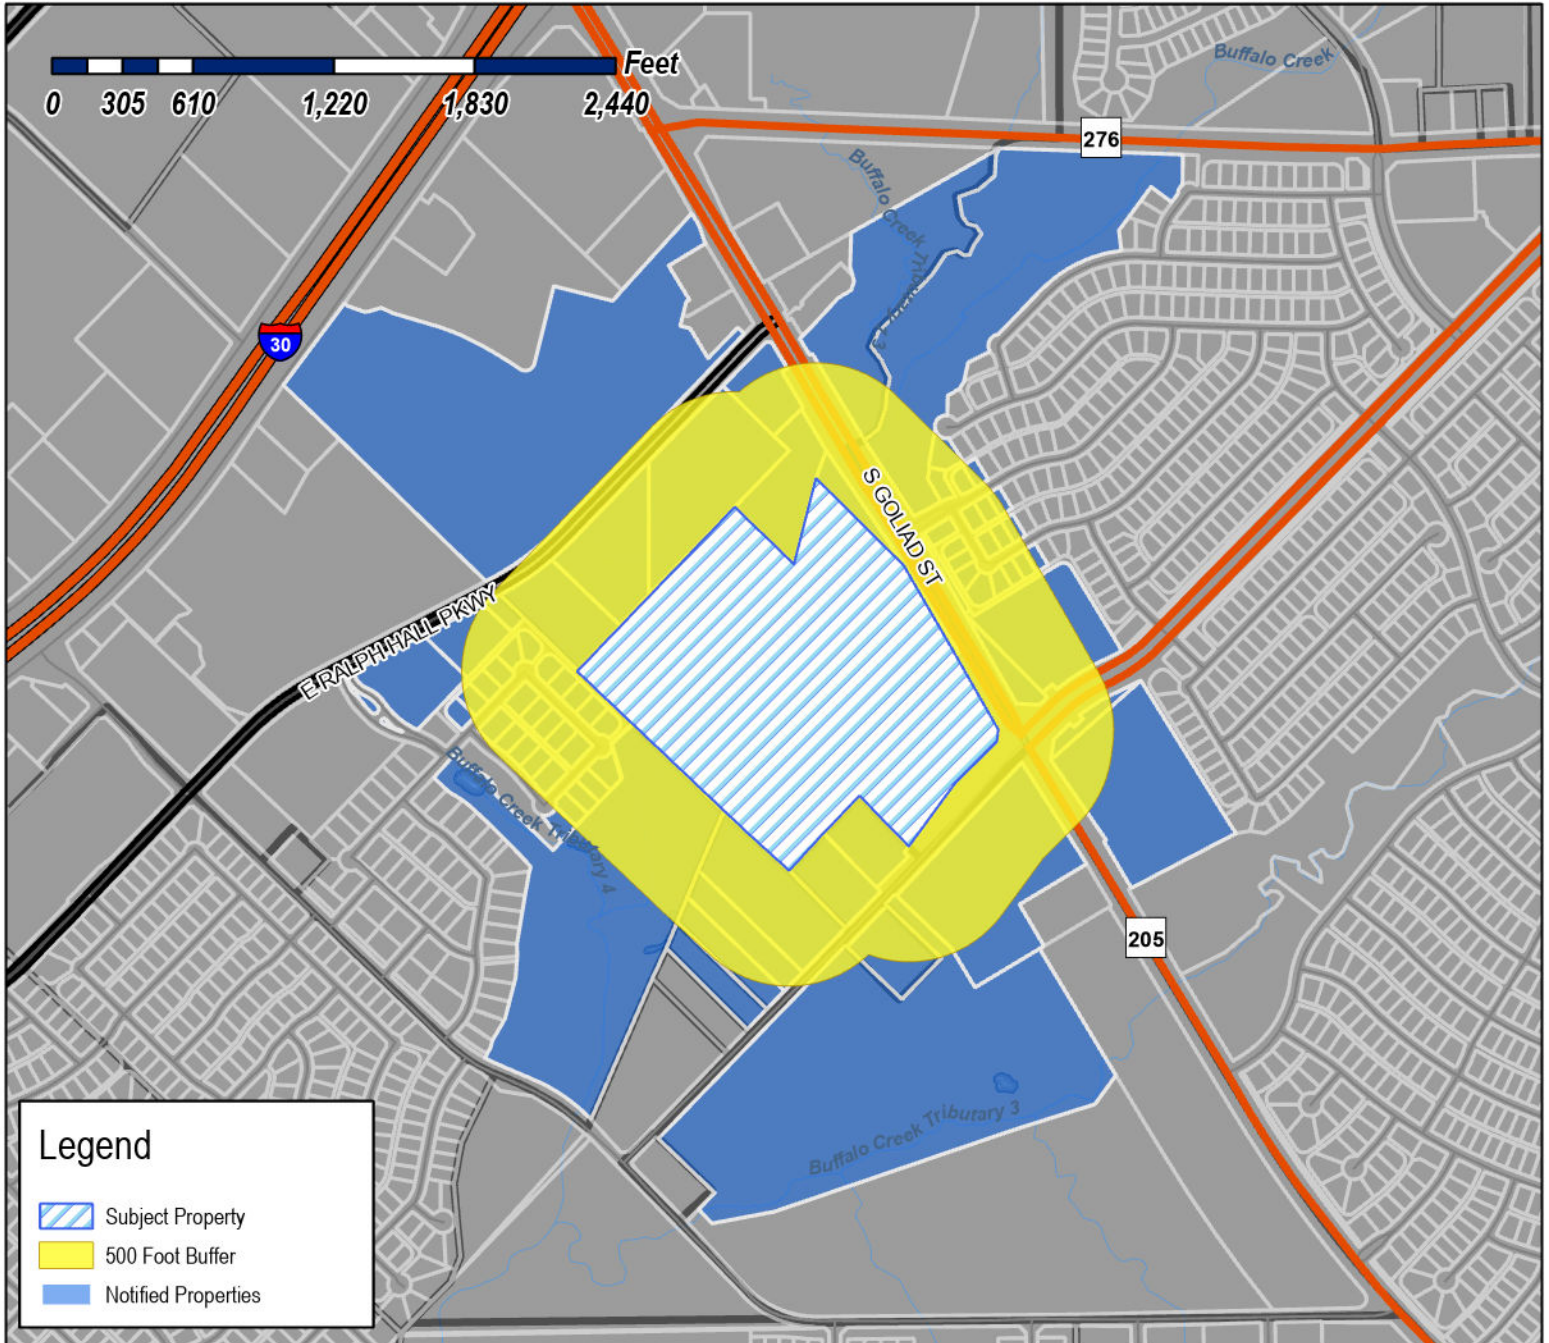 Feet
0 305 610 1,220 1,830 2,440
Buffalo Creek
276
Buffalo Creek Tributary 3
30
S GOLIAD ST
E RALPH HALL PKWY
Buffalo Creek Tributary 4
205
Buffalo Creek Tributary 3
Legend
Subject Property
500 Foot Buffer
Notified Properties